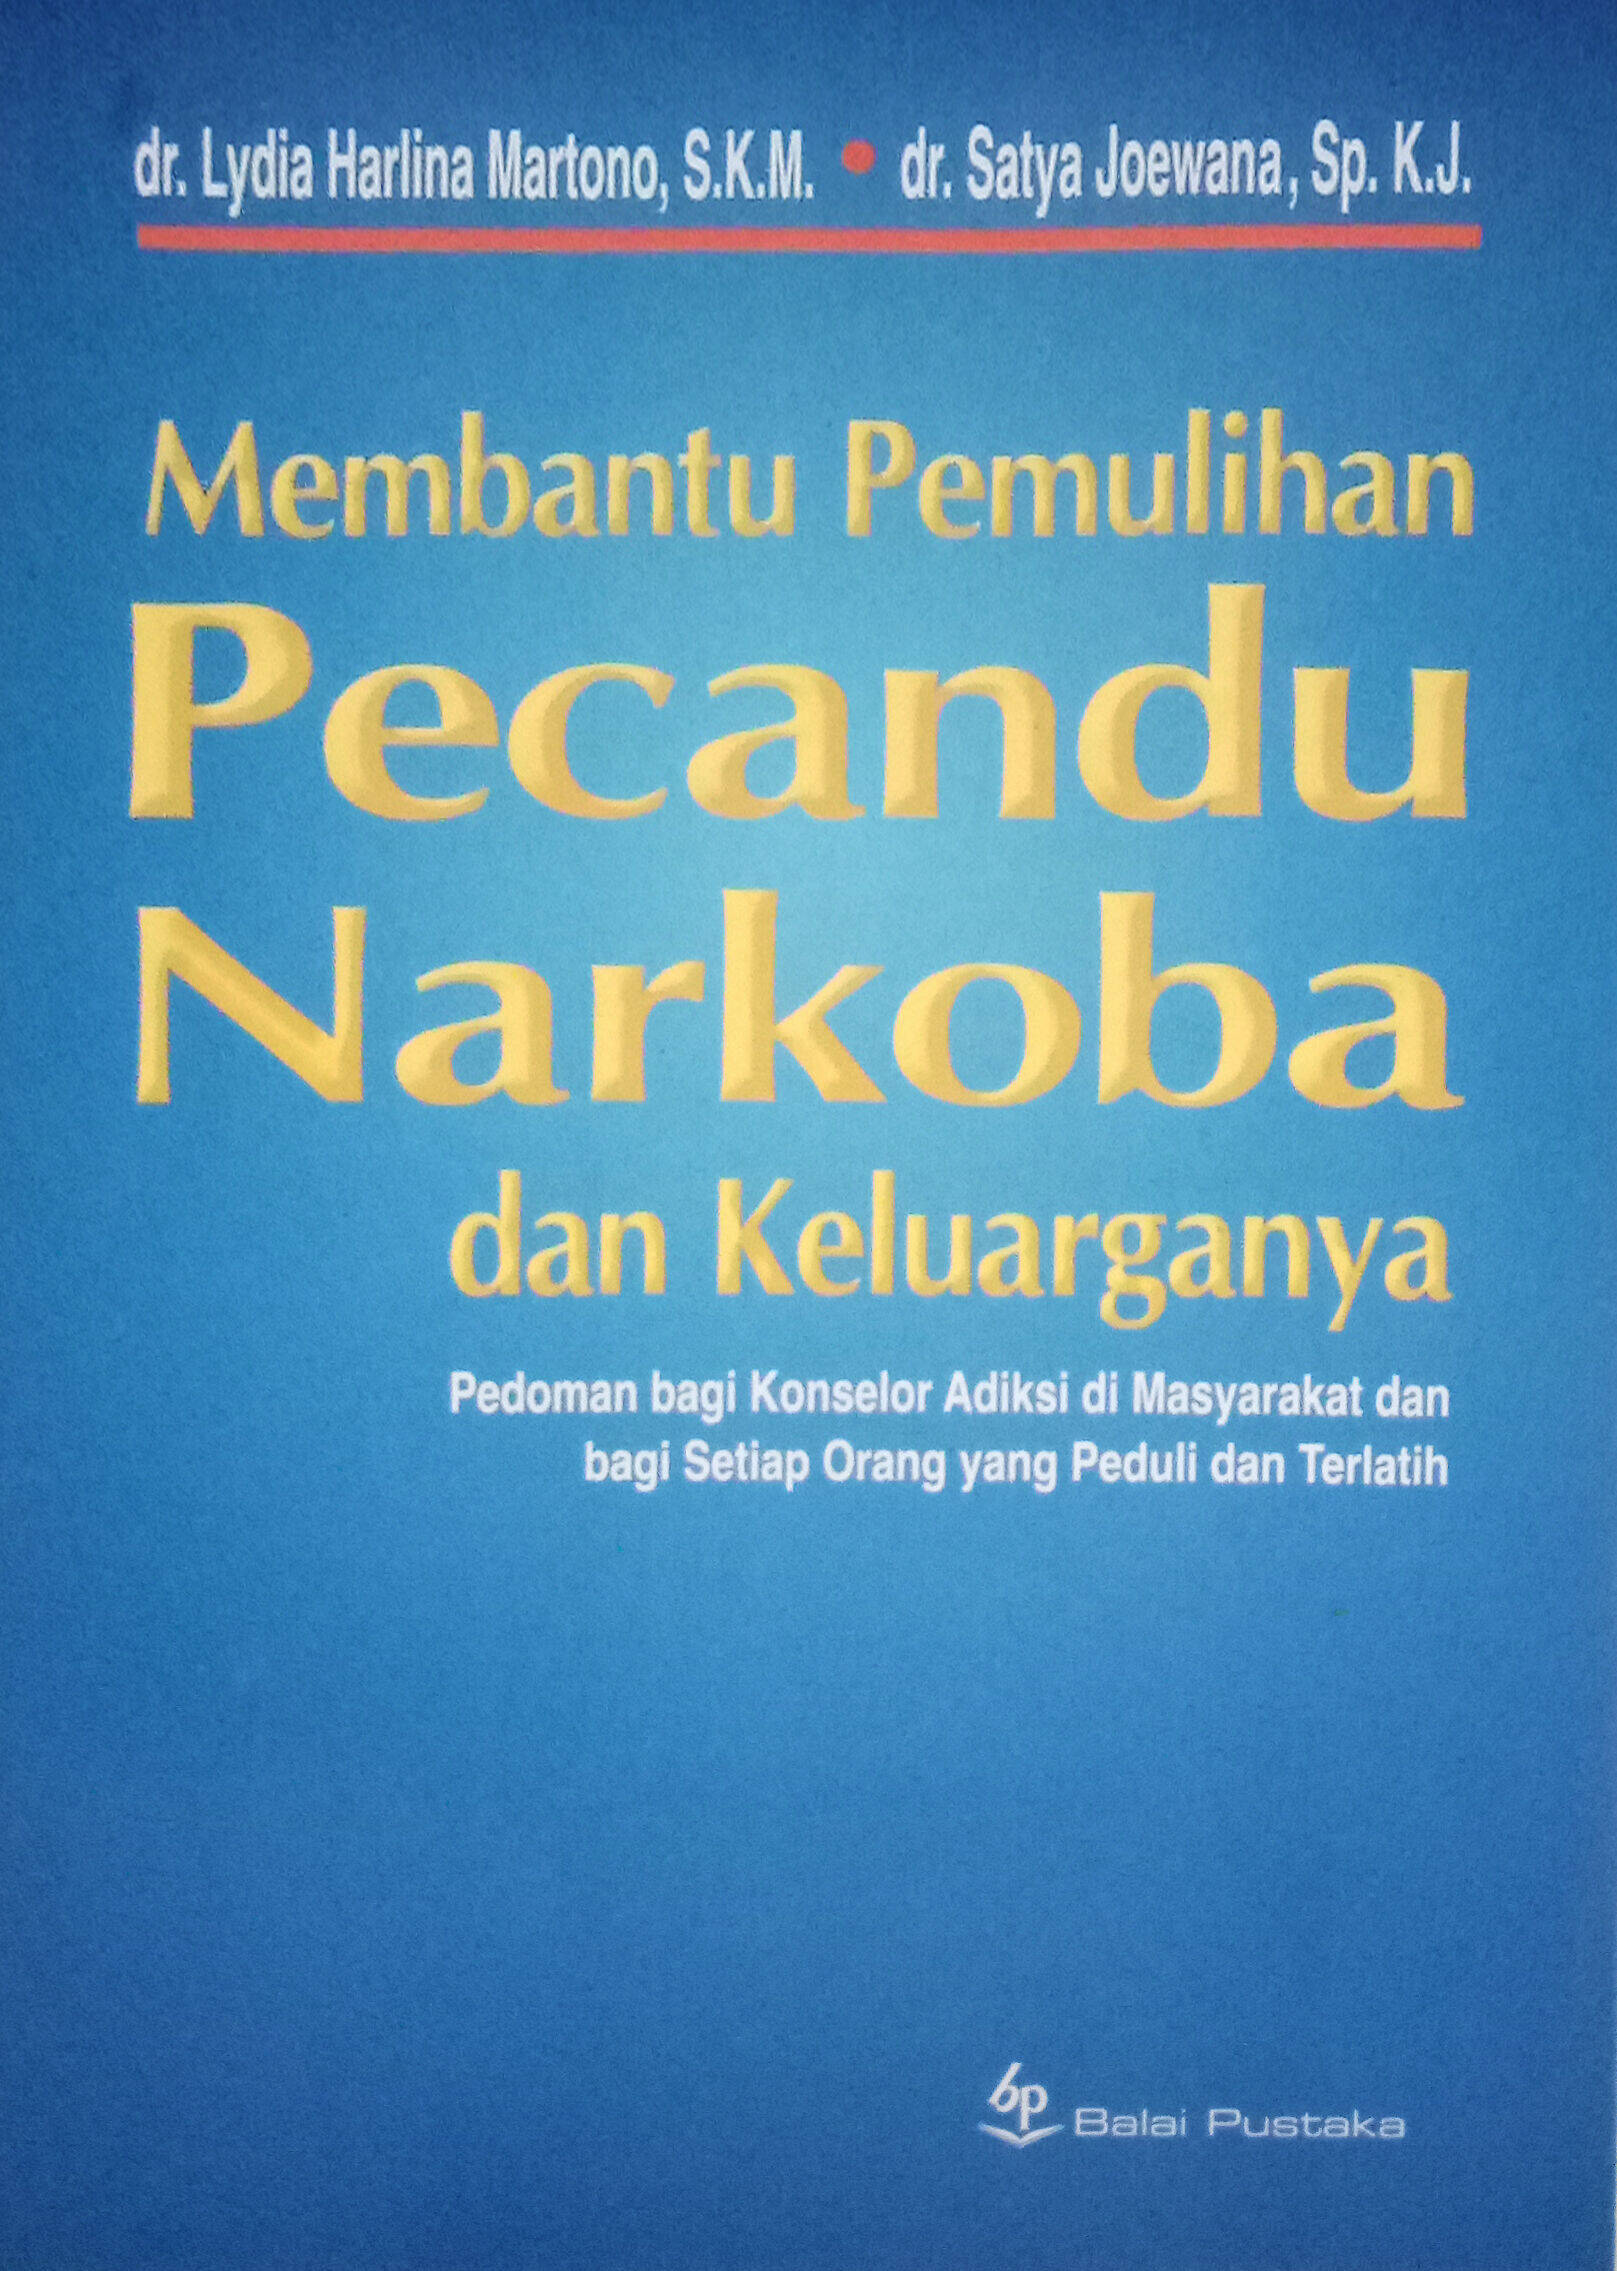 dr. Lydia Harlina Martono, S.K.M. • dr. Satya Joewana, Sp. K.J.
Membantu Pemulihan
Pecandu
Narkoba
dan Keluarganya
Pedoman bagi Konselor Adiksi di Masyarakat dan
bagi Setiap Orang yang Peduli dan Terlatih
bp Balai Pustaka